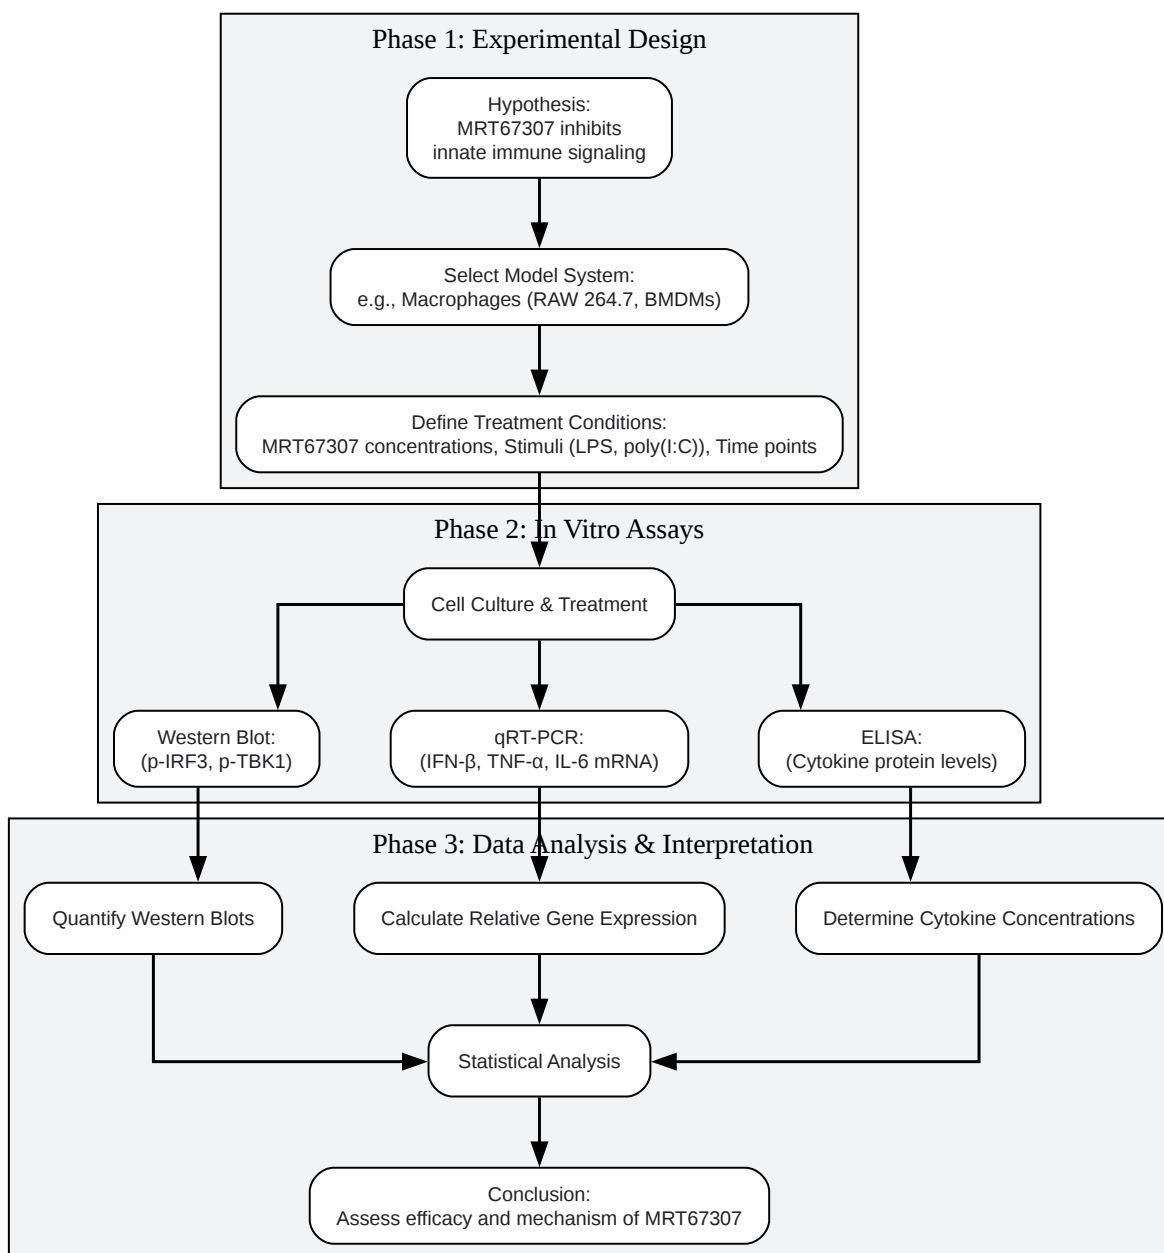 Phase 1: Experimental Design
Hypothesis:
MRT67307 inhibits
innate immune signaling
Select Model System:
e.g., Macrophages (RAW 264.7, BMDMs)
Define Treatment Conditions:
MRT67307 concentrations, Stimuli (LPS, poly(I:C)), Time points
Phase 2: In Vitro Assays
Cell Culture & Treatment
Western Blot:
(p-IRF3, p-TBK1)
qRT-PCR:
(IFN-β, TNF-α, IL-6 mRNA)
ELISA:
(Cytokine protein levels)
Phase 3: Data Analysis & Interpretation
Quantify Western Blots
Calculate Relative Gene Expression
Determine Cytokine Concentrations
Statistical Analysis
Conclusion:
Assess efficacy and mechanism of MRT67307